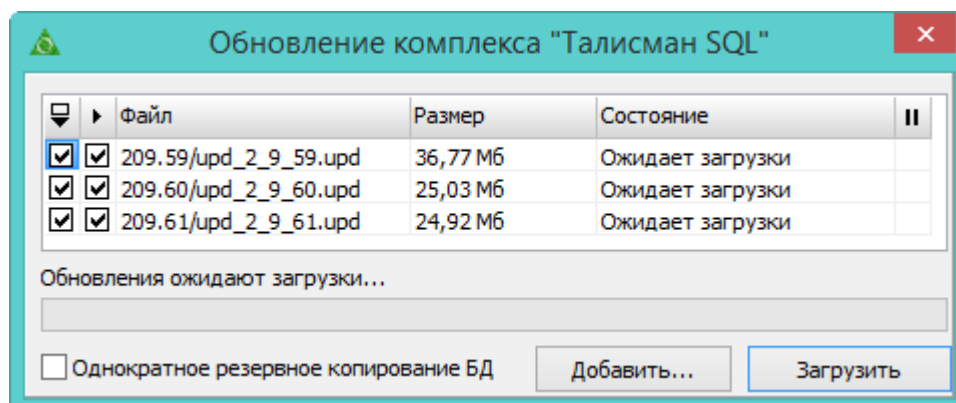 Обновление комплекса "Талисман SQL"
Файл Размер Состояние
209.59/upd_2_9_59.upd 36,77 Мб Ожидает загрузки
209.60/upd_2_9_60.upd 25,03 Мб Ожидает загрузки
209.61/upd_2_9_61.upd 24,92 Мб Ожидает загрузки
Обновления ожидают загрузки...
Однократное резервное копирование БД Добавить... Загрузить